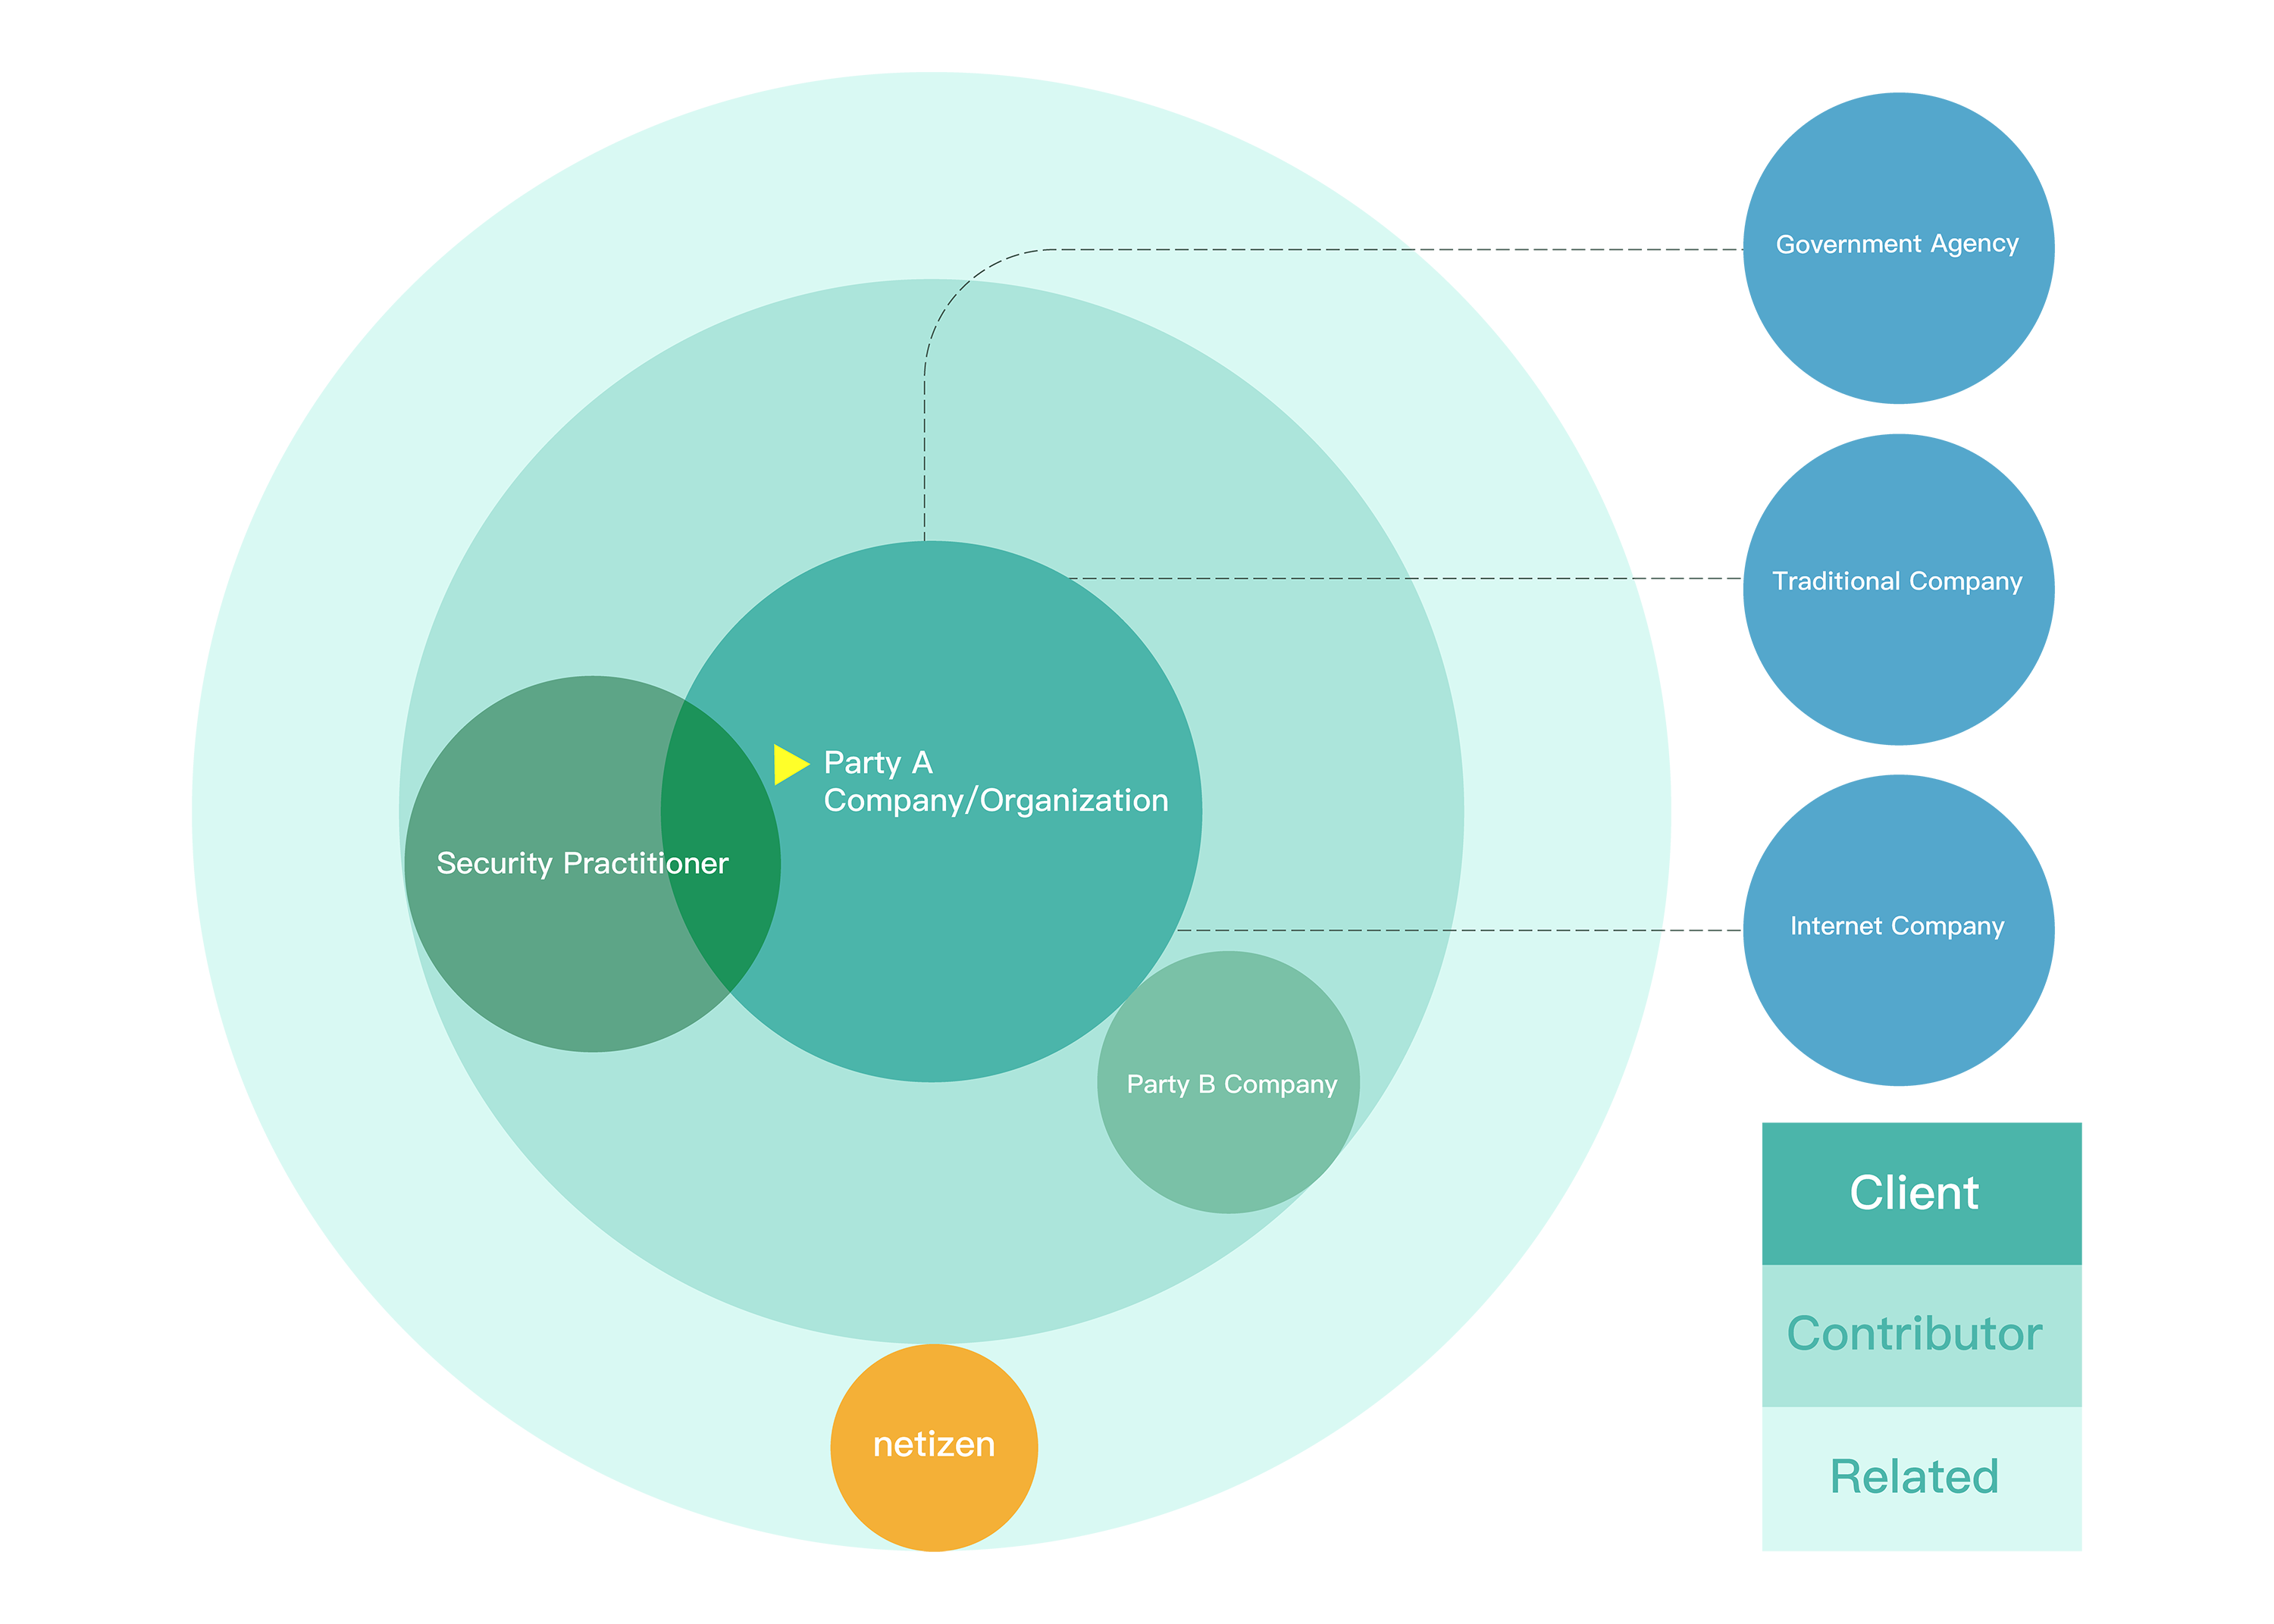 Government Agency
Traditional Company
Party A
Company/Organization
Security Practitioner
Internet Company
Party B Company
Client
Contributor
netizen
Related